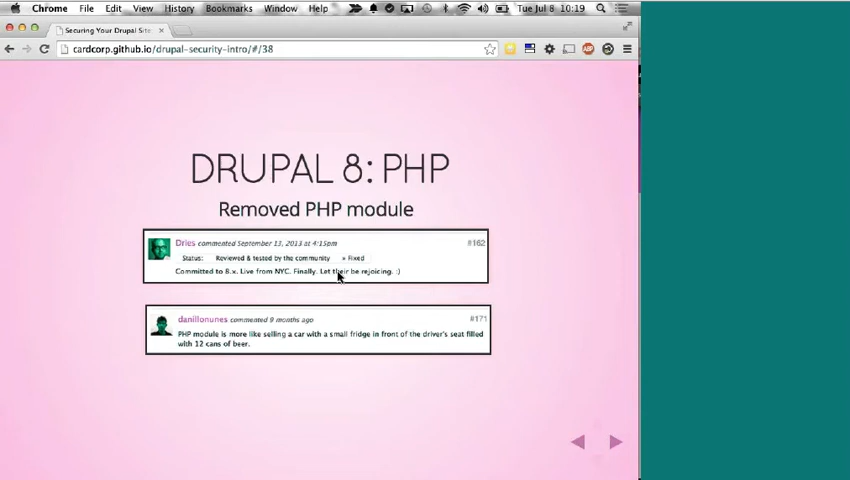 Chrome File Edit View History Bookmarks Window Help Tue Jul 8 10:19
Securing Your Drupal Site
cardcorp.github.io/drupal-security-intro/#/38
DRUPAL 8: PHP
Removed PHP module
Dries commented September 13, 2013 at 4:15pm #162
Status: Reviewed & tested by the community » Fixed
Committed to 8.x. Live from NYC. Finally. Let their be rejoicing. :)
danillonunes commented 9 months ago #171
PHP module is more like selling a car with a small fridge in front of the driver's seat filled
with 12 cans of beer.